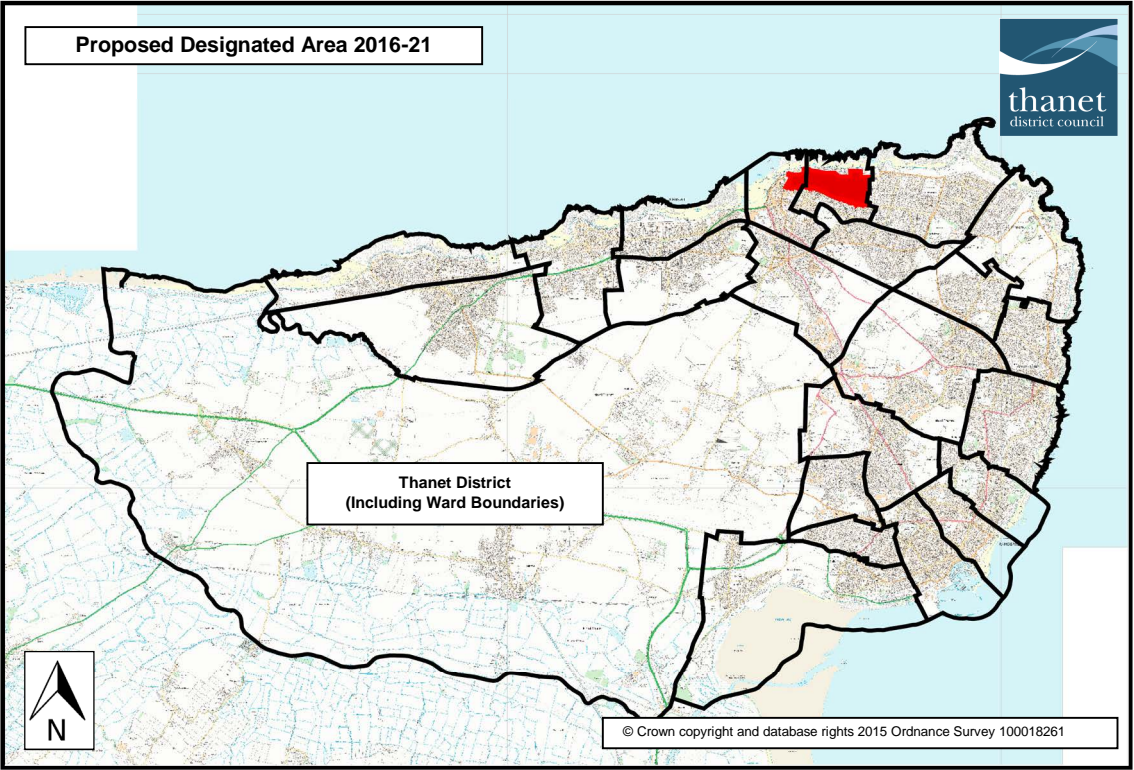 Proposed Designated Area 2016-21
thanet
district council
Thanet District
(Including Ward Boundaries)
N
© Crown copyright and database rights 2015 Ordnance Survey 100018261